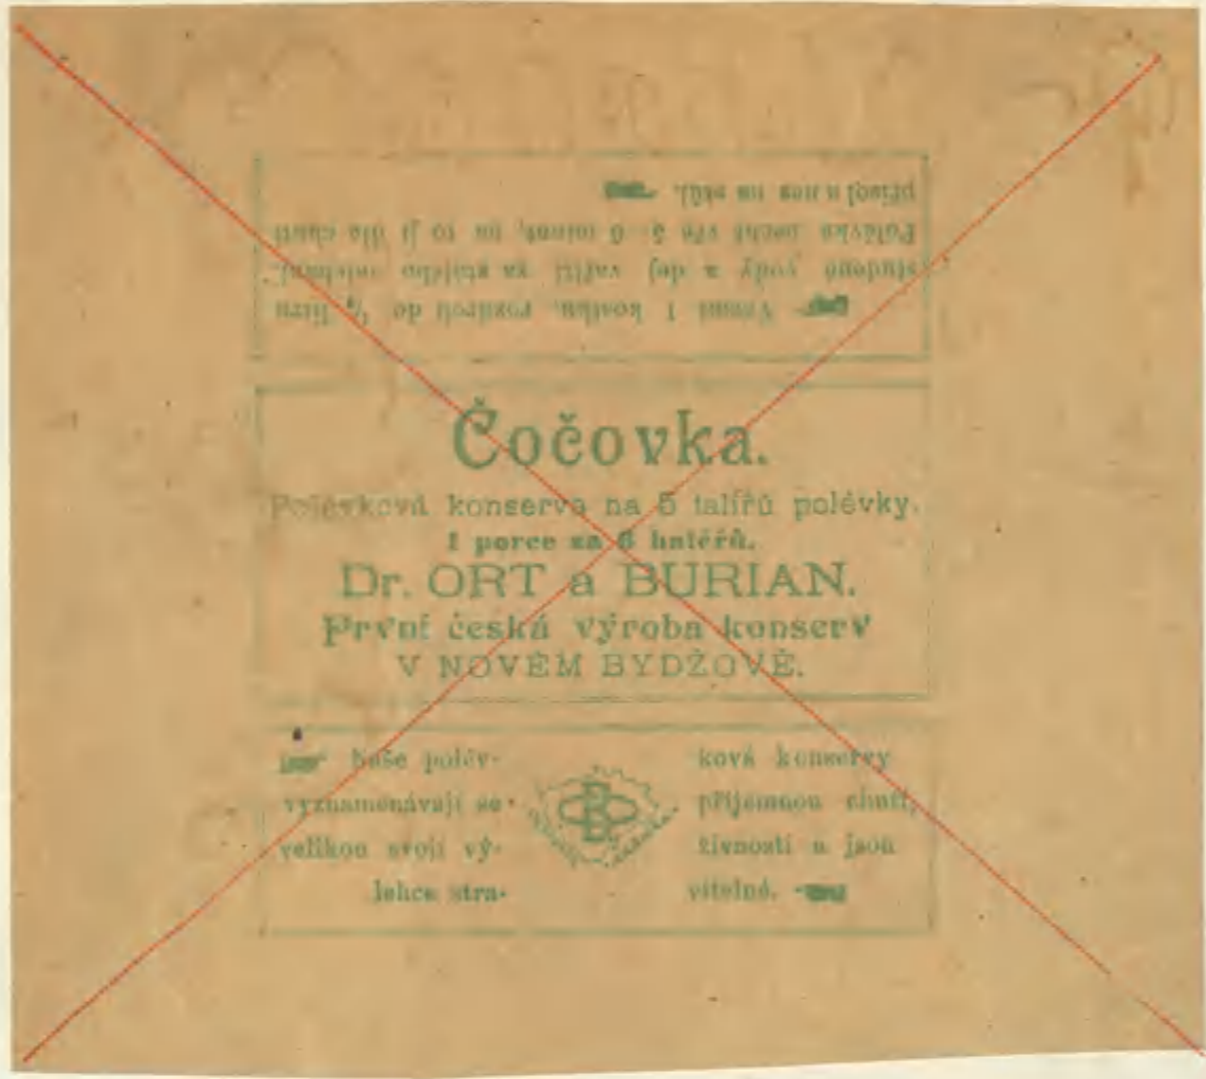 Vezmi 1 kostku, rozdrob do ¼ litru
studené vody a dej vařiti za stálého míchání.
Polévka nechť vře 5–6 minut, na to ji dle chuti
přisol a nes na stůl.
Čočovka.
Polévková konserva na 5 talířů polévky.
1 porce za 6 haléřů.
Dr. ORT a BURIAN.
První česká výroba konserv
V NOVÉM BYDŽOVĚ.
Naše polév- ková konservy
vyznamenávají se příjemnou chutí,
velikou svojí vý- živností a jsou
lehce stra- vitelné.